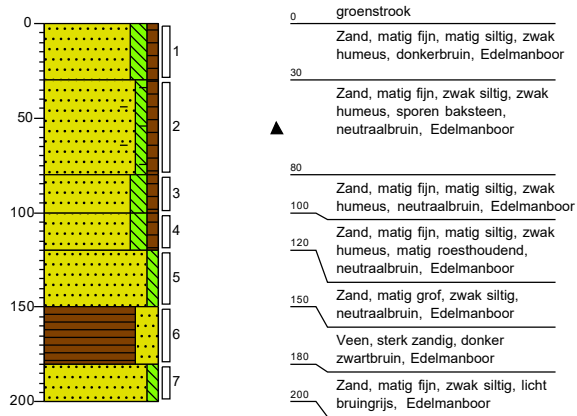 0
50
100
150
200
1
2
3
4
5
6
7
groenstrook
0
Zand, matig fijn, matig siltig, zwak
humeus, donkerbruin, Edelmanboor
30
Zand, matig fijn, zwak siltig, zwak
humeus, sporen baksteen,
neutraalbruin, Edelmanboor
80
Zand, matig fijn, matig siltig, zwak
humeus, neutraalbruin, Edelmanboor
100
Zand, matig fijn, matig siltig, zwak
humeus, matig roesthoudend,
neutraalbruin, Edelmanboor
120
Zand, matig grof, zwak siltig,
neutraalbruin, Edelmanboor
150
Veen, sterk zandig, donker
zwartbruin, Edelmanboor
180
Zand, matig fijn, zwak siltig, licht
bruingrijs, Edelmanboor
200